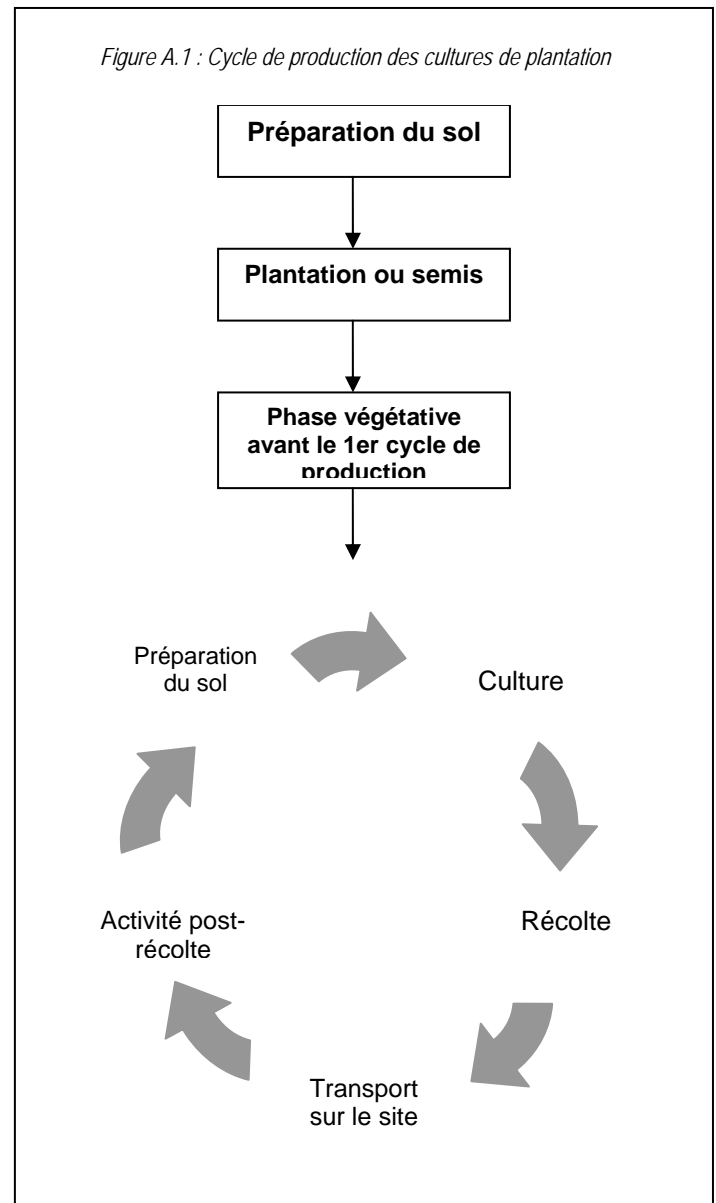 Figure A.1 : Cycle de production des cultures de plantation
Préparation du sol
Plantation ou semis
Phase végétative
avant le 1er cycle de
production
Préparation
du sol
Culture
Récolte
Transport
sur le site
Activité post-
récolte